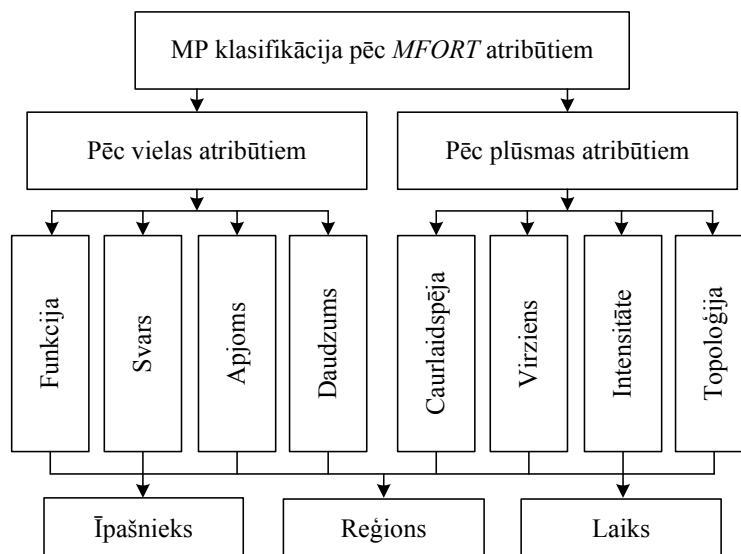 MP klasifikācija pēc MFORT atribūtiem
Pēc vielas atribūtiem
Pēc plūsmas atribūtiem
Funkcija
Svars
Apjoms
Daudzums
Caurlaidspēja
Virziens
Intensitāte
Topoloģija
Īpašnieks
Reģions
Laiks